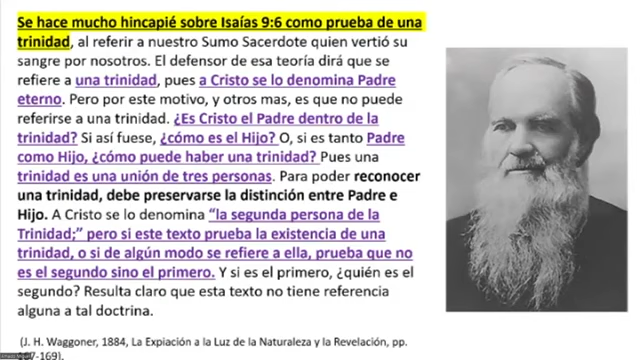 Se hace mucho hincapié sobre Isaías 9:6 como prueba de una
trinidad, al referir a nuestro Sumo Sacerdote quien vertió su
sangre por nosotros. El defensor de esa teoría dirá que se
refiere a una trinidad, pues a Cristo se lo denomina Padre
eterno. Pero por este motivo, y otros mas, es que no puede
referirse a una trinidad. ¿Es Cristo el Padre dentro de la
trinidad? Si así fuese, ¿cómo es el Hijo? O, si es tanto Padre
como Hijo, ¿cómo puede haber una trinidad? Pues una
trinidad es una unión de tres personas. Para poder reconocer
una trinidad, debe preservarse la distinción entre Padre e
Hijo. A Cristo se lo denomina “la segunda persona de la
Trinidad;” pero si este texto prueba la existencia de una
trinidad, o si de algún modo se refiere a ella, prueba que no
es el segundo sino el primero. Y si es el primero, ¿quién es el
segundo? Resulta claro que esta texto no tiene referencia
alguna a tal doctrina.
(J. H. Waggoner, 1884, La Expiación a la Luz de la Naturaleza y la Revelación, pp.
167-169).